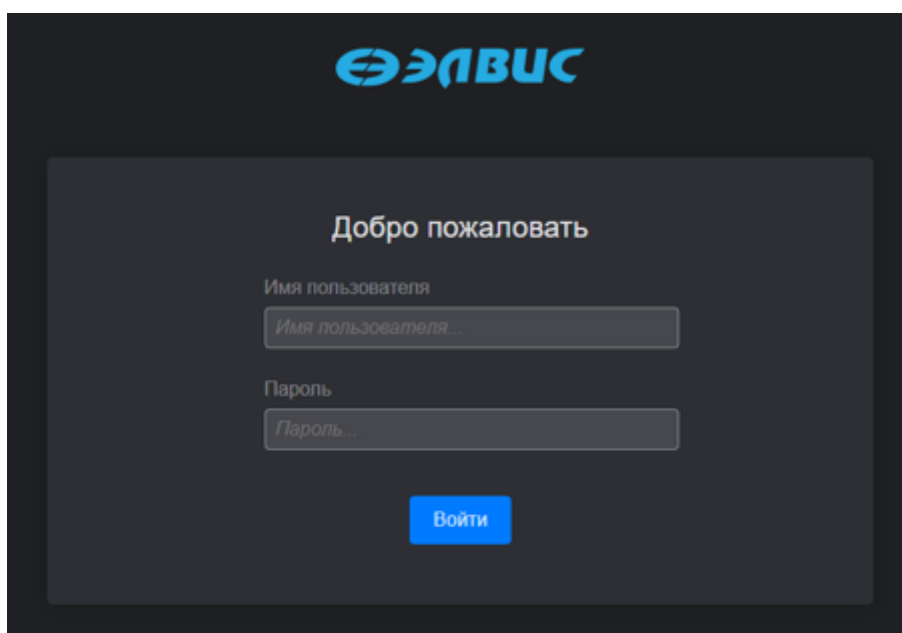 ЭЛВИС
Добро пожаловать
Имя пользователя
Имя пользователя...
Пароль
Пароль...
Войти